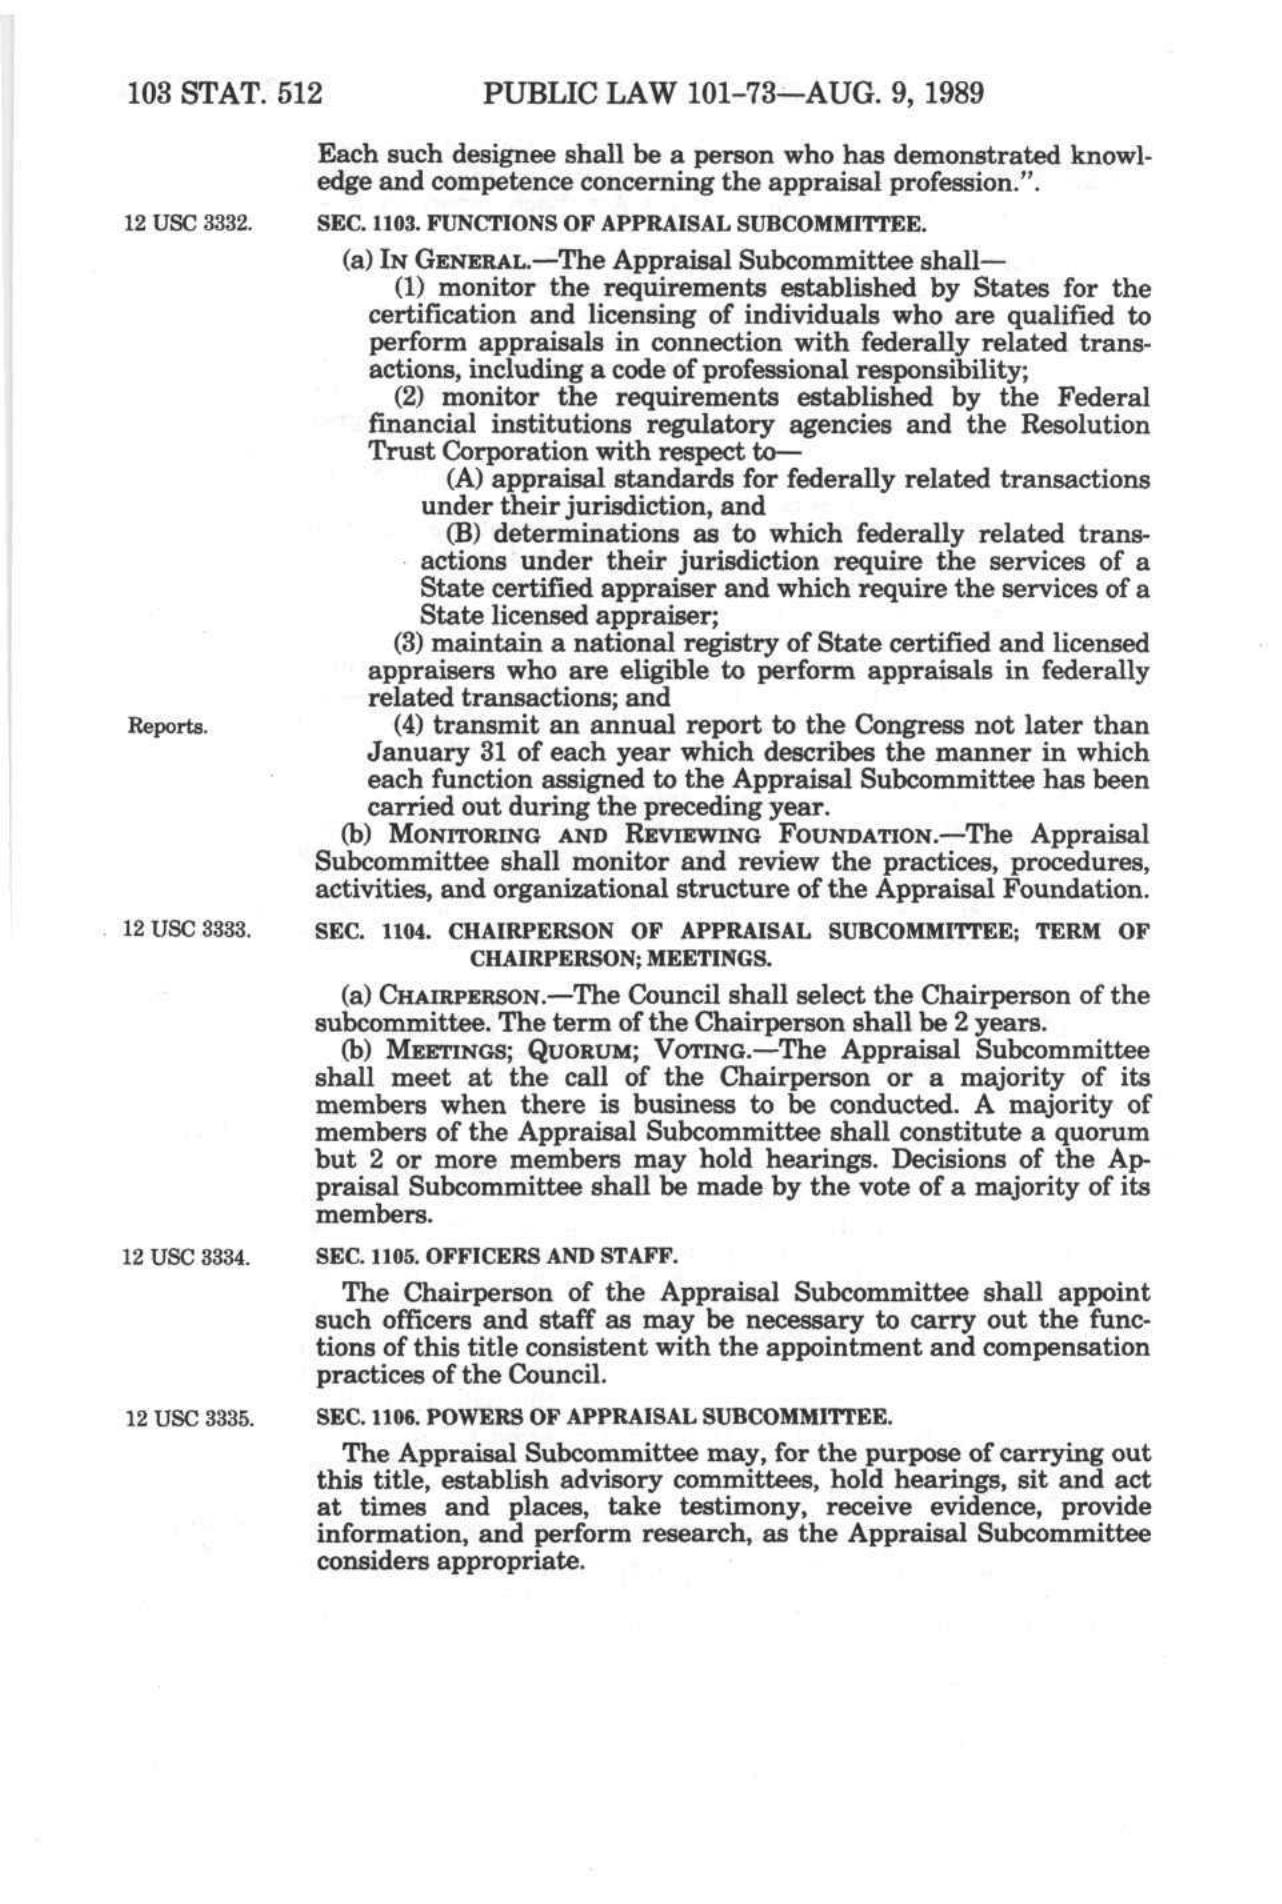 103 STAT. 512 PUBLIC LAW 101-73—AUG. 9, 1989
Each such designee shall be a person who has demonstrated knowl-
edge and competence concerning the appraisal profession.”.
12 USC 3332. SEC. 1103. FUNCTIONS OF APPRAISAL SUBCOMMITTEE.
(a) IN GENERAL.—The Appraisal Subcommittee shall—
(1) monitor the requirements established by States for the
certification and licensing of individuals who are qualified to
perform appraisals in connection with federally related trans-
actions, including a code of professional responsibility;
(2) monitor the requirements established by the Federal
financial institutions regulatory agencies and the Resolution
Trust Corporation with respect to—
(A) appraisal standards for federally related transactions
under their jurisdiction, and
(B) determinations as to which federally related trans-
actions under their jurisdiction require the services of a
State certified appraiser and which require the services of a
State licensed appraiser;
(3) maintain a national registry of State certified and licensed
appraisers who are eligible to perform appraisals in federally
related transactions; and
Reports. (4) transmit an annual report to the Congress not later than
January 31 of each year which describes the manner in which
each function assigned to the Appraisal Subcommittee has been
carried out during the preceding year.
(b) MONITORING AND REVIEWING FOUNDATION.—The Appraisal
Subcommittee shall monitor and review the practices, procedures,
activities, and organizational structure of the Appraisal Foundation.
12 USC 3333. SEC. 1104. CHAIRPERSON OF APPRAISAL SUBCOMMITTEE; TERM OF
CHAIRPERSON; MEETINGS.
(a) CHAIRPERSON.—The Council shall select the Chairperson of the
subcommittee. The term of the Chairperson shall be 2 years.
(b) MEETINGS; QUORUM; VOTING.—The Appraisal Subcommittee
shall meet at the call of the Chairperson or a majority of its
members when there is business to be conducted. A majority of
members of the Appraisal Subcommittee shall constitute a quorum
but 2 or more members may hold hearings. Decisions of the Ap-
praisal Subcommittee shall be made by the vote of a majority of its
members.
12 USC 3334. SEC. 1105. OFFICERS AND STAFF.
The Chairperson of the Appraisal Subcommittee shall appoint
such officers and staff as may be necessary to carry out the func-
tions of this title consistent with the appointment and compensation
practices of the Council.
12 USC 3335. SEC. 1106. POWERS OF APPRAISAL SUBCOMMITTEE.
The Appraisal Subcommittee may, for the purpose of carrying out
this title, establish advisory committees, hold hearings, sit and act
at times and places, take testimony, receive evidence, provide
information, and perform research, as the Appraisal Subcommittee
considers appropriate.